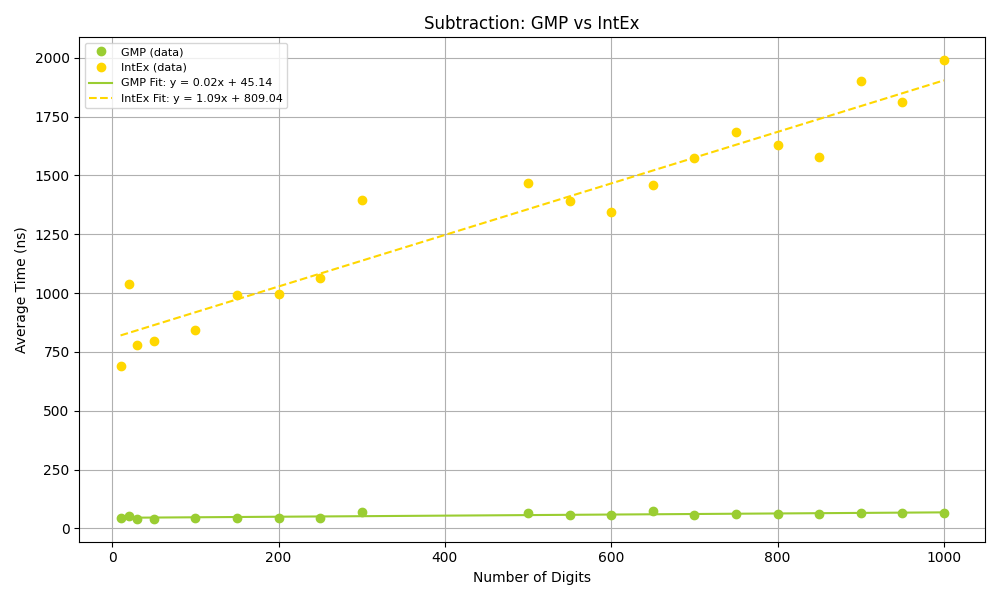 Subtraction: GMP vs IntEx
GMP (data)
IntEx (data)
GMP Fit: y = 0.02x + 45.14
IntEx Fit: y = 1.09x + 809.04
Average Time (ns)
2000
1750
1500
1250
1000
750
500
250
0
0 200 400 600 800 1000
Number of Digits